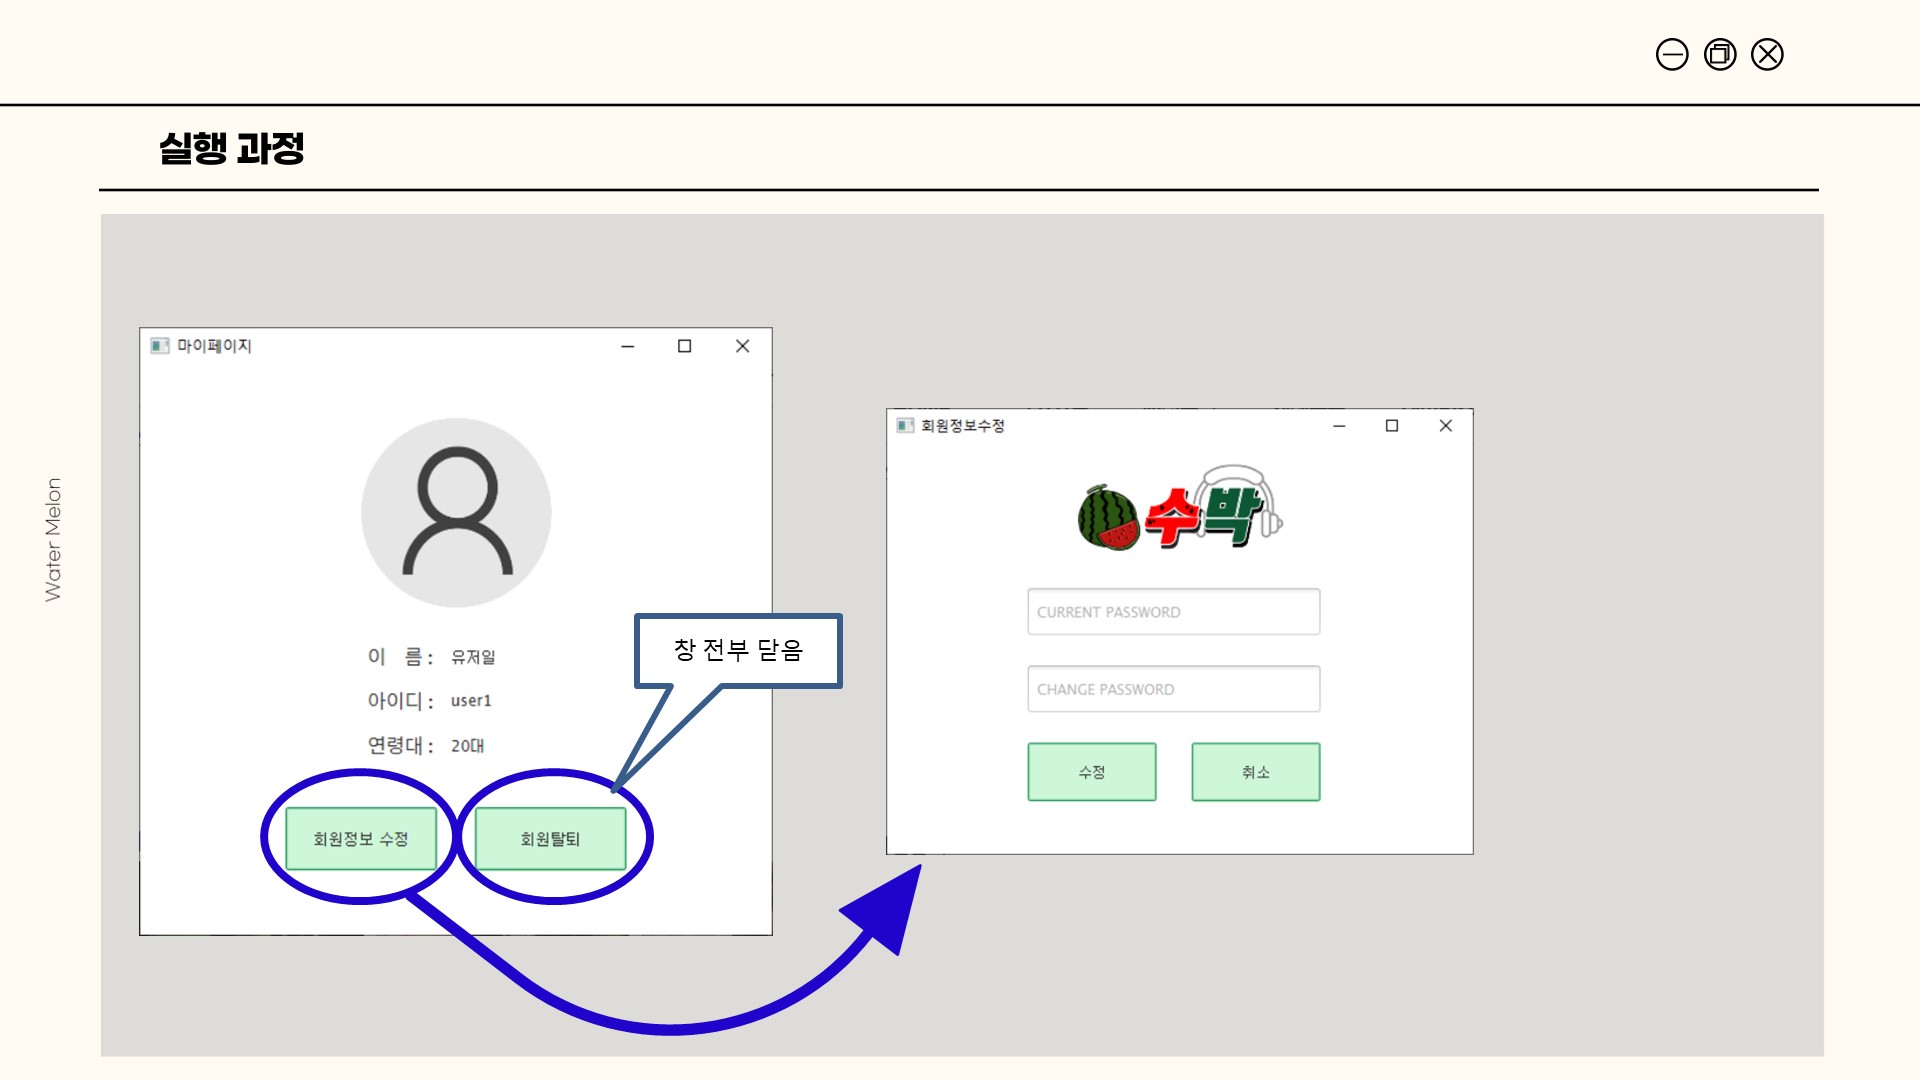 실행 과정
Water Melon
마이페이지
이 름 : 유저일
아이디 : user1
연령대 : 20대
회원정보 수정
회원탈퇴
창 전부 닫음
회원정보수정
수박
CURRENT PASSWORD
CHANGE PASSWORD
수정
취소